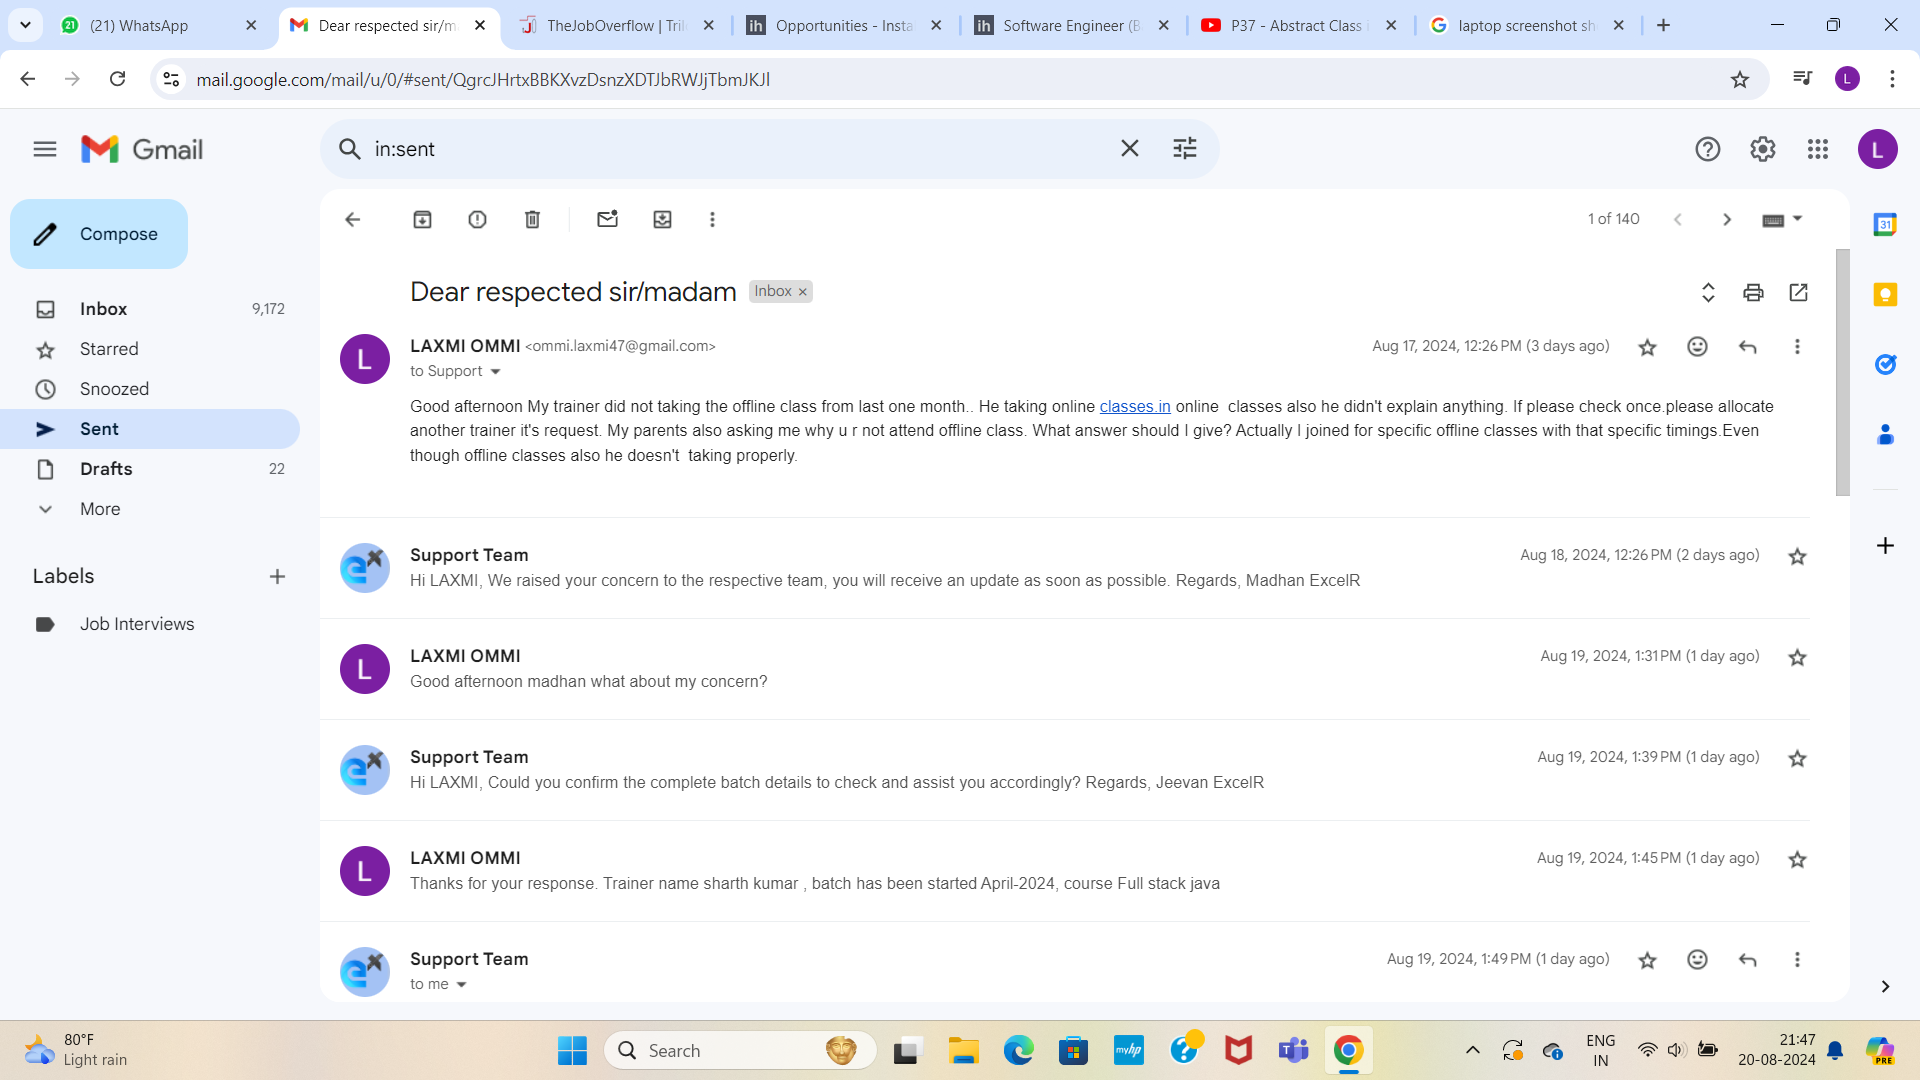 (21) WhatsApp
Dear respected sir/m
TheJobOverflow | Tril
ih Opportunities - Insta
ih Software Engineer (B
P37 - Abstract Class i
laptop screenshot sh
mail.google.com/mail/u/0/#sent/QgrcJHrtxBBKXvzDsnzXDTJbRWJjTbmJKJl
L
Gmail
in:sent
L
Compose
1 of 140
31
Inbox 9,172
Starred
Snoozed
Sent
Drafts 22
More
Labels
Job Interviews
Dear respected sir/madam Inbox ×
L
LAXMI OMMI <ommi.laxmi47@gmail.com> Aug 17, 2024, 12:26 PM (3 days ago)
to Support
Good afternoon My trainer did not taking the offline class from last one month.. He taking online classes.in online  classes also he didn't explain anything. If please check once.please allocate
another trainer it's request. My parents also asking me why u r not attend offline class. What answer should I give? Actually I joined for specific offline classes with that specific timings.Even
though offline classes also he doesn't  taking properly.
Support Team Aug 18, 2024, 12:26 PM (2 days ago)
Hi LAXMI, We raised your concern to the respective team, you will receive an update as soon as possible. Regards, Madhan ExcelR
L
LAXMI OMMI Aug 19, 2024, 1:31 PM (1 day ago)
Good afternoon madhan what about my concern?
Support Team Aug 19, 2024, 1:39 PM (1 day ago)
Hi LAXMI, Could you confirm the complete batch details to check and assist you accordingly? Regards, Jeevan ExcelR
L
LAXMI OMMI Aug 19, 2024, 1:45 PM (1 day ago)
Thanks for your response. Trainer name sharth kumar , batch has been started April-2024, course Full stack java
Support Team Aug 19, 2024, 1:49 PM (1 day ago)
to me
80°F
Light rain
Search
myhp
ENG
IN
21:47
20-08-2024
PRE